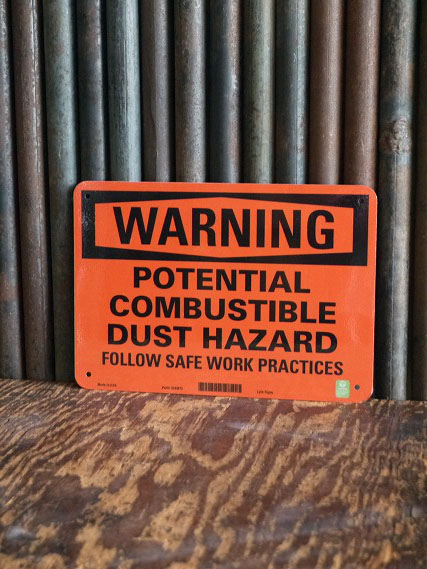 WARNING
POTENTIAL
COMBUSTIBLE
DUST HAZARD
FOLLOW SAFE WORK PRACTICES